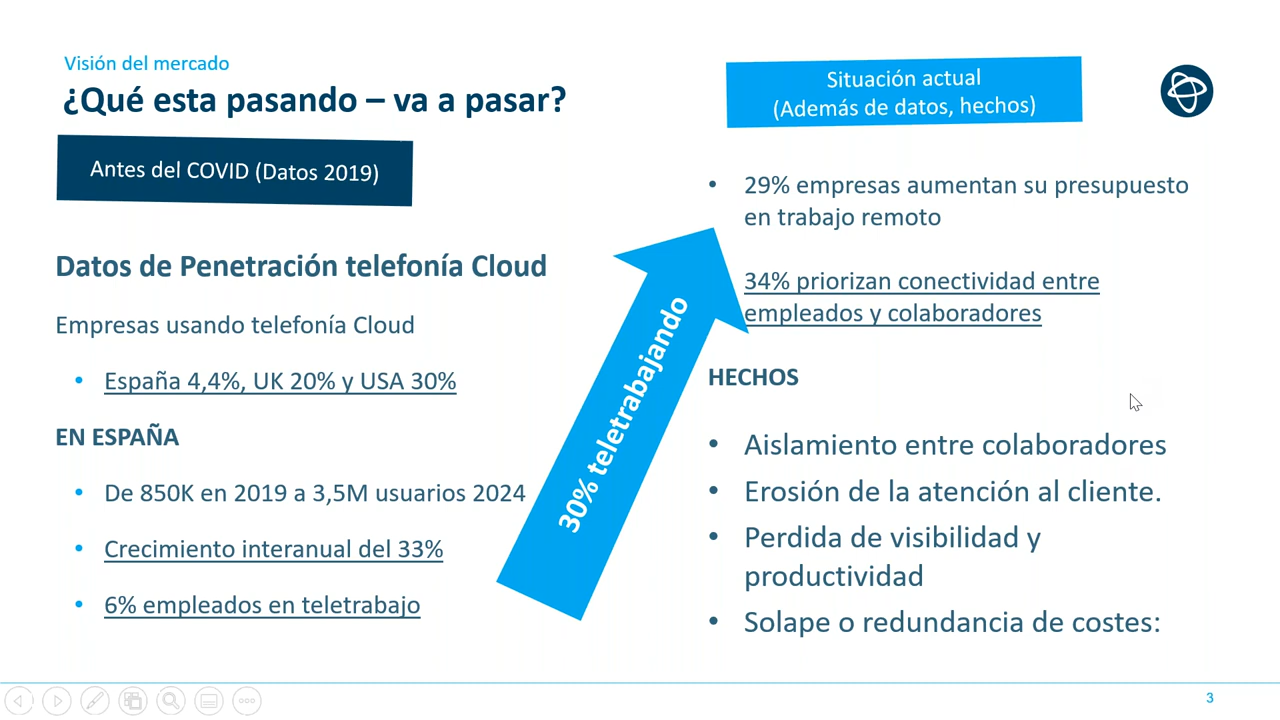 Visión del mercado
¿Qué esta pasando – va a pasar?
Antes del COVID (Datos 2019)
Datos de Penetración telefonía Cloud
Empresas usando telefonía Cloud
• España 4,4%, UK 20% y USA 30%
EN ESPAÑA
• De 850K en 2019 a 3,5M usuarios 2024
• Crecimiento interanual del 33%
• 6% empleados en teletrabajo
30% teletrabajando
Situación actual
(Además de datos, hechos)
• 29% empresas aumentan su presupuesto
en trabajo remoto
34% priorizan conectividad entre
empleados y colaboradores
HECHOS
• Aislamiento entre colaboradores
• Erosión de la atención al cliente.
• Perdida de visibilidad y
productividad
• Solape o redundancia de costes:
3